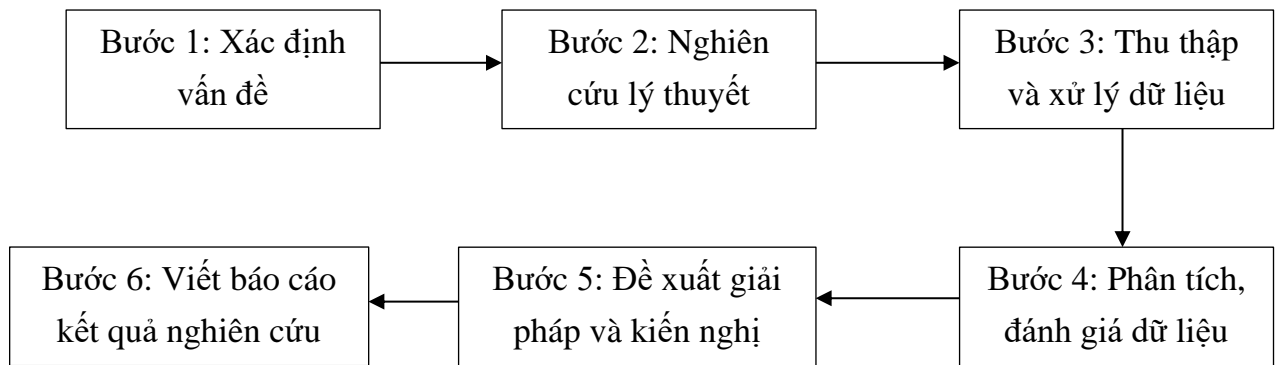 Bước 1: Xác định
vấn đề
Bước 2: Nghiên
cứu lý thuyết
Bước 3: Thu thập
và xử lý dữ liệu
Bước 4: Phân tích,
đánh giá dữ liệu
Bước 5: Đề xuất giải
pháp và kiến nghị
Bước 6: Viết báo cáo
kết quả nghiên cứu